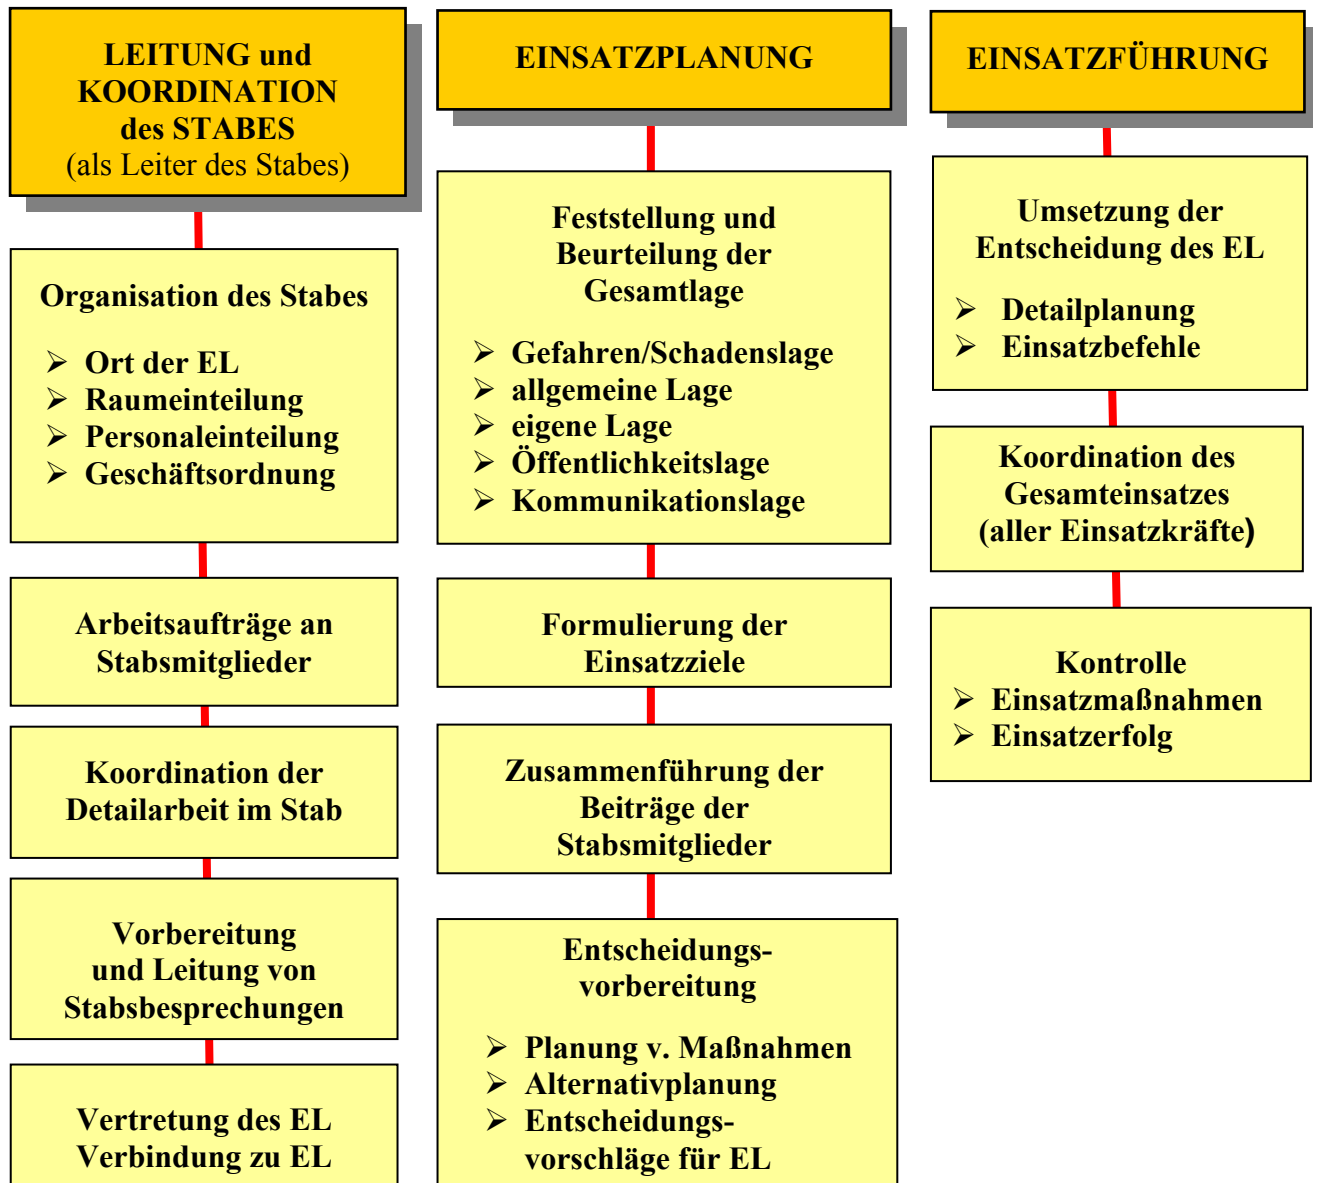 LEITUNG und
KOORDINATION
des STABES
(als Leiter des Stabes)
Organisation des Stabes
➢ Ort der EL
➢ Raumeinteilung
➢ Personaleinteilung
➢ Geschäftsordnung
Arbeitsaufträge an
Stabsmitglieder
Koordination der
Detailarbeit im Stab
Vorbereitung
und Leitung von
Stabsbesprechungen
Vertretung des EL
Verbindung zu EL
EINSATZPLANUNG
Feststellung und
Beurteilung der
Gesamtlage
➢ Gefahren/Schadenslage
➢ allgemeine Lage
➢ eigene Lage
➢ Öffentlichkeitslage
➢ Kommunikationslage
Formulierung der
Einsatzziele
Zusammenführung der
Beiträge der
Stabsmitglieder
Entscheidungs-
vorbereitung
➢ Planung v. Maßnahmen
➢ Alternativplanung
➢ Entscheidungs-
vorschläge für EL
EINSATZFÜHRUNG
Umsetzung der
Entscheidung des EL
➢ Detailplanung
➢ Einsatzbefehle
Koordination des
Gesamteinsatzes
(aller Einsatzkräfte)
Kontrolle
➢ Einsatzmaßnahmen
➢ Einsatzerfolg